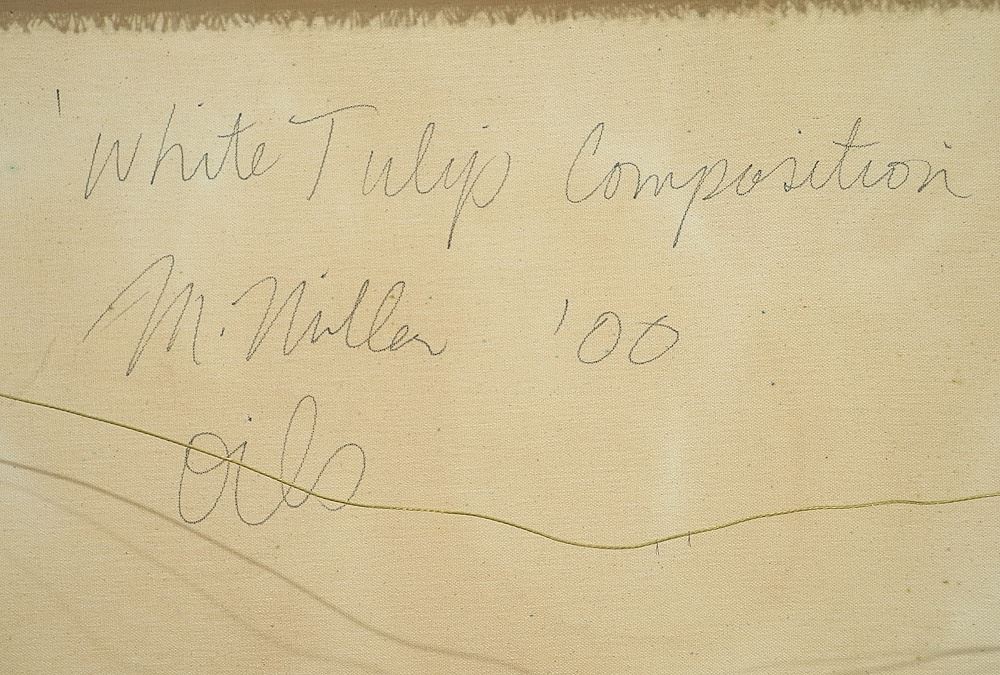 'White Tulip Composition
M. Miller '00
Oils